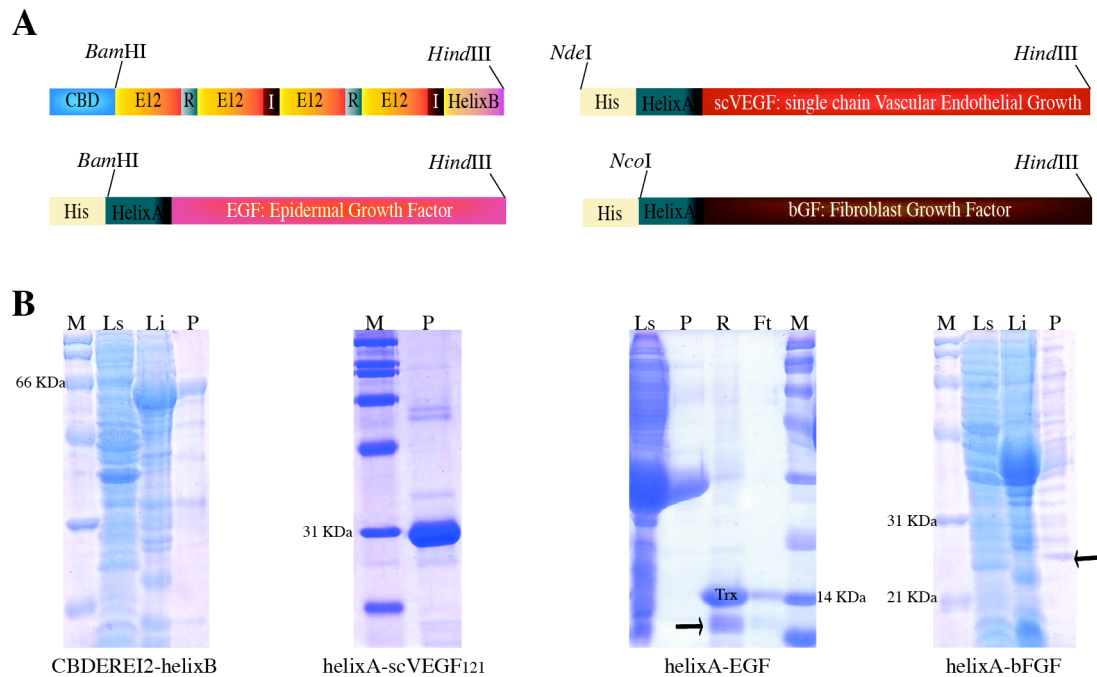 A
BamHI HindIII
CBD E12 R E12 I E12 R E12 I HelixB
NdeI HindIII
His HelixA scVEGF: single chain Vascular Endothelial Growth
BamHI HindIII
His HelixA EGF: Epidermal Growth Factor
NcoI HindIII
His HelixA bGF: Fibroblast Growth Factor
B
M Ls Li P
66 KDa
CBDEREI2-helixB
M P
31 KDa
helixA-scVEGF121
Ls P R Ft M
Trx 14 KDa
helixA-EGF
M Ls Li P
31 KDa
21 KDa
helixA-bFGF